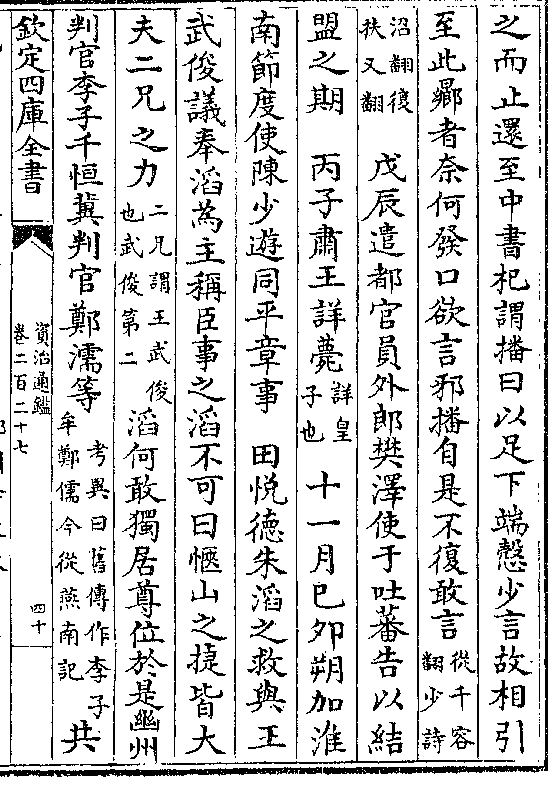 之而止還至中書杞謂播曰以足下端慤少言故相引
至此鄉者奈何發口欲言邪播自是不復敢言從千容翻少詩
沼翻復扶又翻 戊辰遣都官員外郎樊澤使于吐蕃告以結
盟之期 丙子肅王詳薨詳皇子也 十一月已夘朔加淮
南節度使陳少遊同平章事 田悅德朱滔之救與王
武俊議奉滔為主稱臣事之滔不可曰愜山之捷皆大
夫二兄之力二兄謂王武俊也武俊第二滔何敢獨居尊位於是幽州
判官李子千恒冀判官鄭濡等考異曰舊傳作李子牟鄭儒今從燕南記共
欽定四庫全書
資治通鑑
卷二百二十七
四十